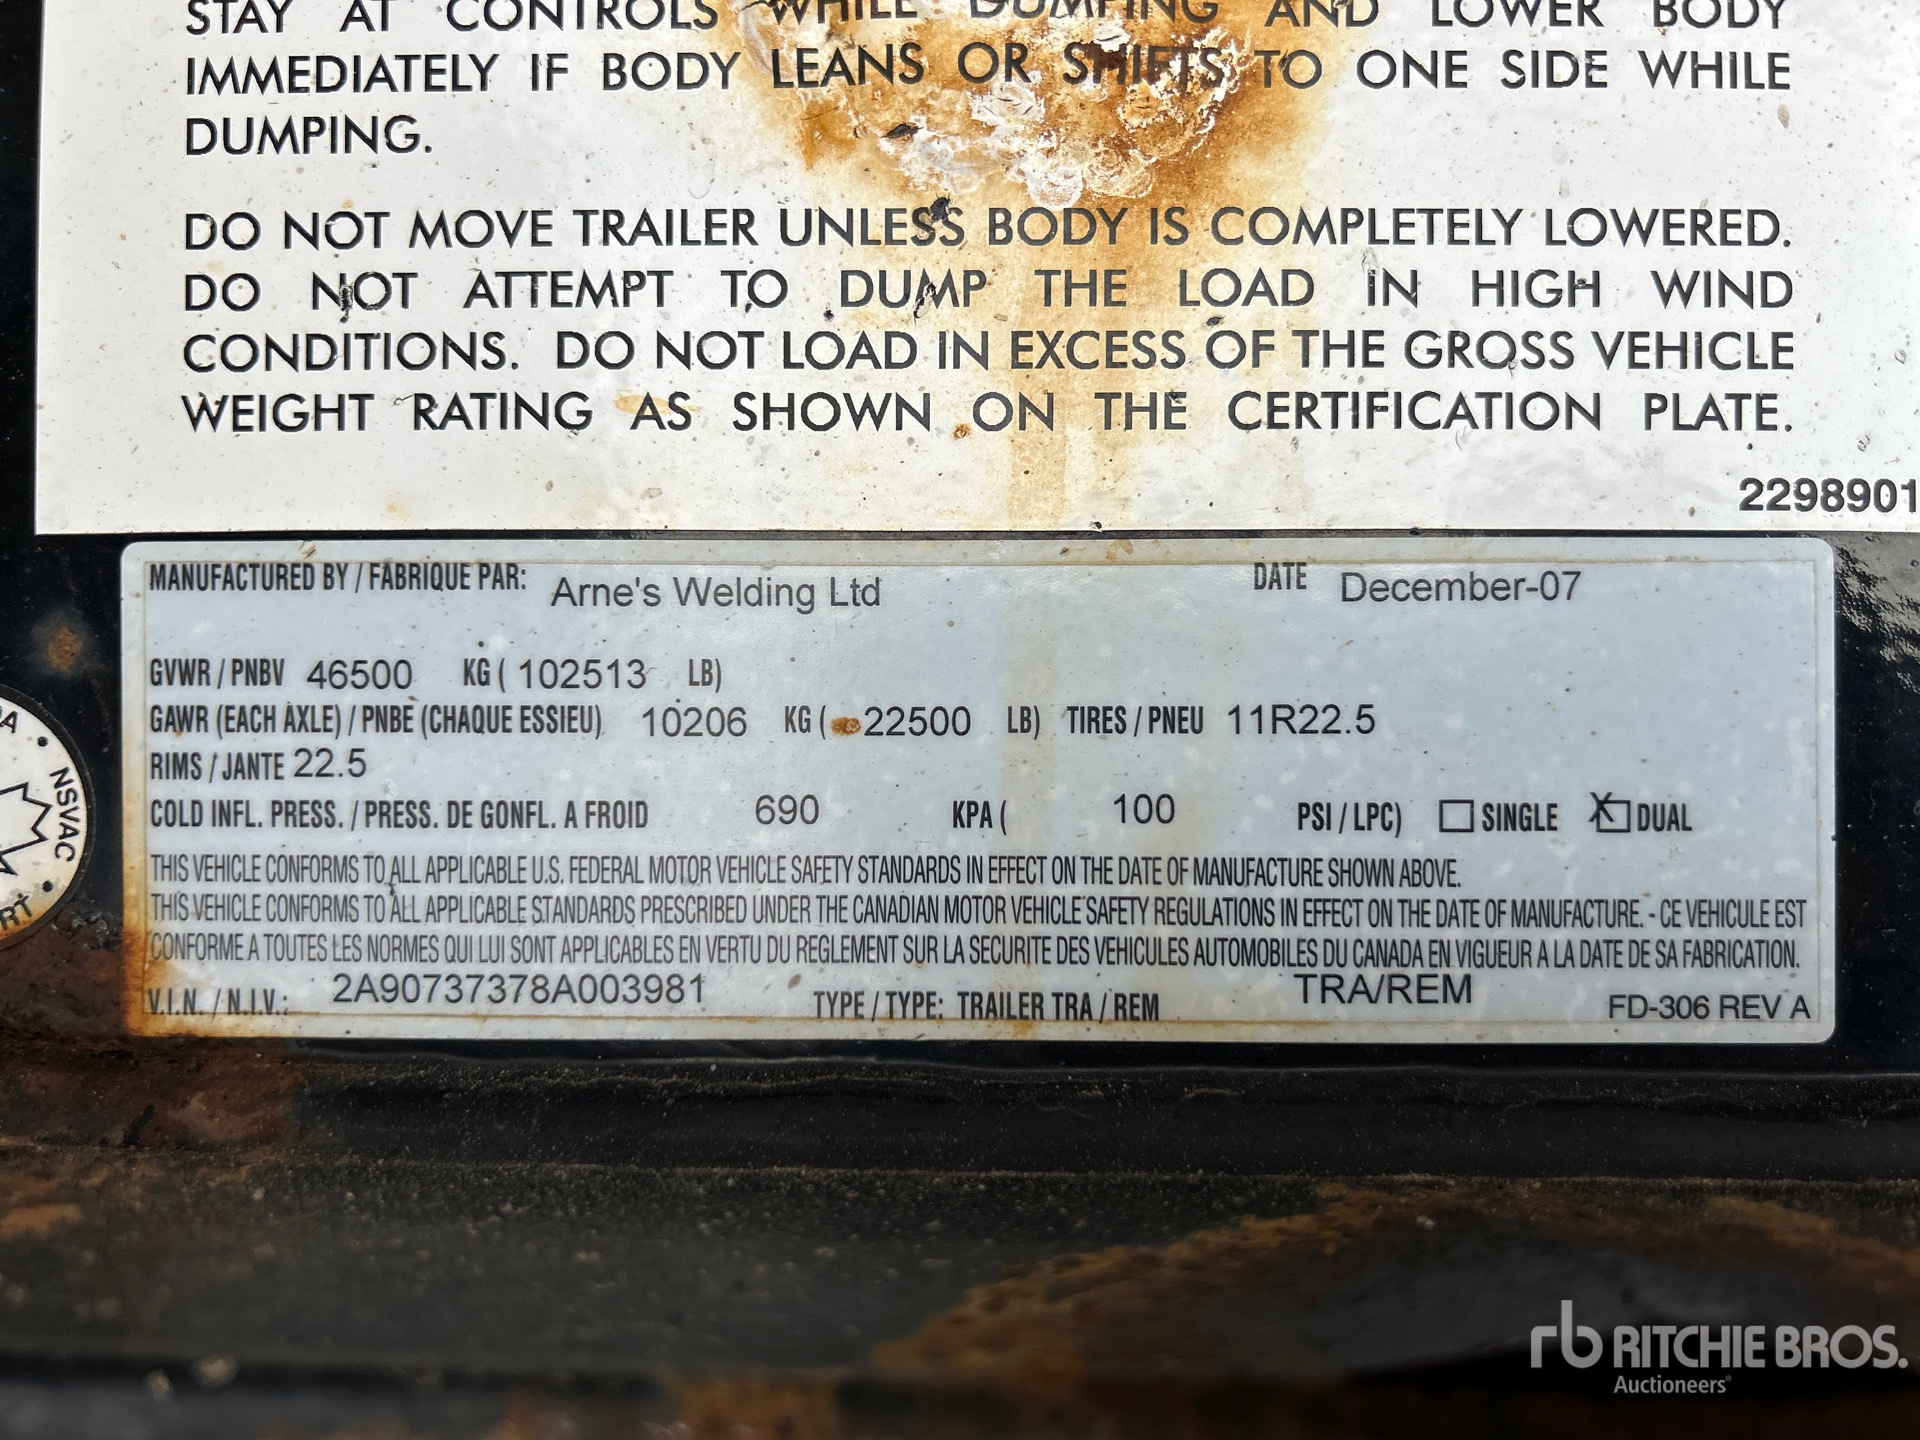 STAY AT CONTROLS WHILE DUMPING AND LOWER BODY
IMMEDIATELY IF BODY LEANS OR SHIFTS TO ONE SIDE WHILE
DUMPING.
DO NOT MOVE TRAILER UNLESS BODY IS COMPLETELY LOWERED.
DO NOT ATTEMPT TO DUMP THE LOAD IN HIGH WIND
CONDITIONS. DO NOT LOAD IN EXCESS OF THE GROSS VEHICLE
WEIGHT RATING AS SHOWN ON THE CERTIFICATION PLATE.
2298901
MANUFACTURED BY / FABRIQUE PAR: Arne's Welding Ltd DATE December-07
GVWR / PNBV 46500 KG ( 102513 LB)
GAWR (EACH AXLE) / PNBE (CHAQUE ESSIEU) 10206 KG ( 22500 LB) TIRES / PNEU 11R22.5
RIMS / JANTE 22.5
COLD INFL. PRESS. / PRESS. DE GONFL. A FROID 690 KPA ( 100 PSI / LPC) SINGLE X DUAL
THIS VEHICLE CONFORMS TO ALL APPLICABLE U.S. FEDERAL MOTOR VEHICLE SAFETY STANDARDS IN EFFECT ON THE DATE OF MANUFACTURE SHOWN ABOVE.
THIS VEHICLE CONFORMS TO ALL APPLICABLE STANDARDS PRESCRIBED UNDER THE CANADIAN MOTOR VEHICLE SAFETY REGULATIONS IN EFFECT ON THE DATE OF MANUFACTURE. - CE VEHICULE EST
CONFORME A TOUTES LES NORMES QUI LUI SONT APPLICABLES EN VERTU DU REGLEMENT SUR LA SECURITE DES VEHICULES AUTOMOBILES DU CANADA EN VIGUEUR A LA DATE DE SA FABRICATION.
V.I.N. / N.I.V.: 2A90737378A003981 TYPE / TYPE: TRAILER TRA / REM TRA/REM FD-306 REV A
NSVAC
rb RITCHIE BROS.
Auctioneers